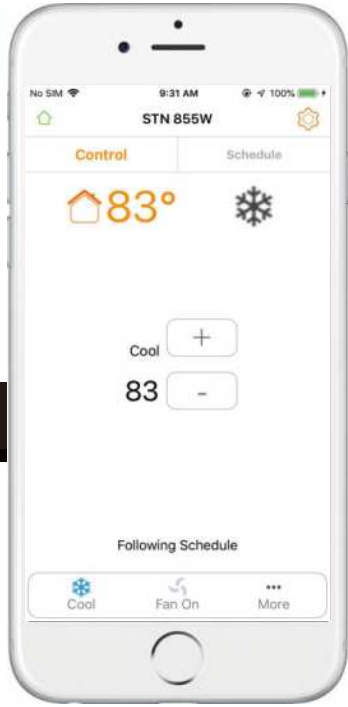 No SIM 9:31 AM 100%
STN 855W
Control Schedule
83°
Cool +
83 -
Following Schedule
Cool Fan On More